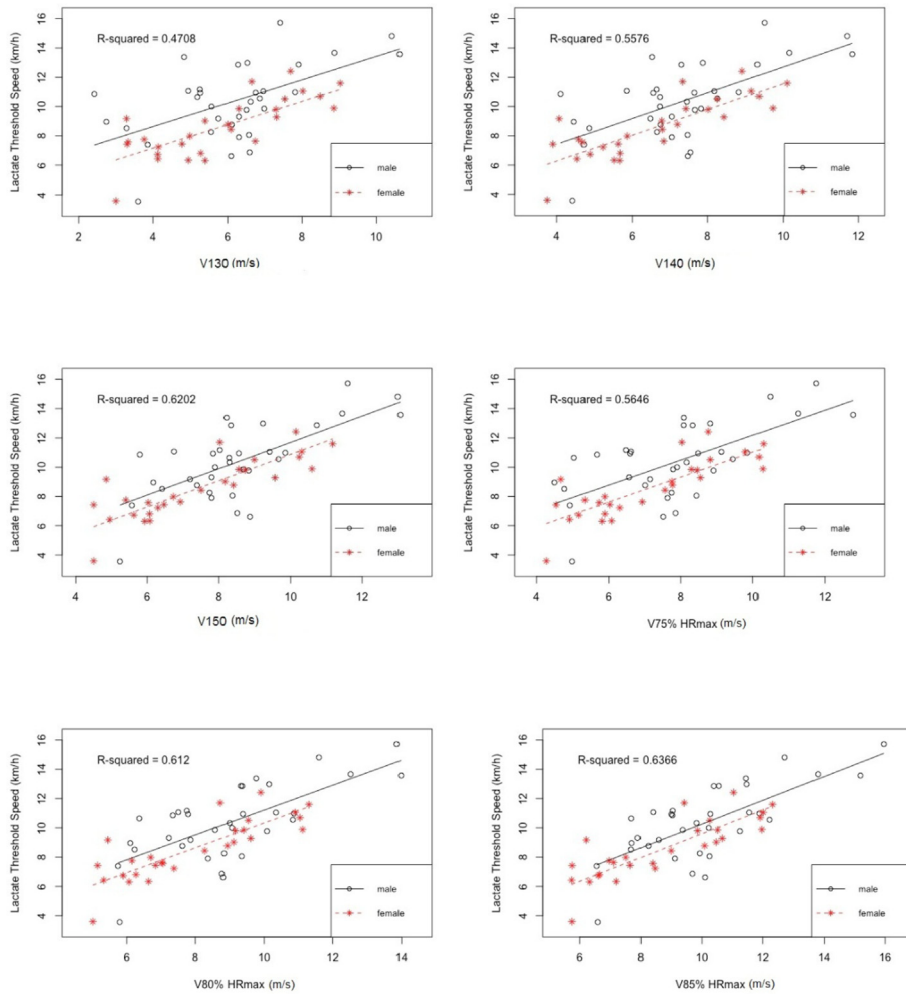 R-squared = 0.4708
Lactate Threshold Speed (km/h)
16
14
12
10
8
6
4
male
female
2 4 6 8 10
V130 (m/s)
R-squared = 0.5576
Lactate Threshold Speed (km/h)
16
14
12
10
8
6
4
male
female
4 6 8 10 12
V140 (m/s)
R-squared = 0.6202
Lactate Threshold Speed (km/h)
16
14
12
10
8
6
4
male
female
4 6 8 10 12
V150 (m/s)
R-squared = 0.5646
Lactate Threshold Speed (km/h)
16
14
12
10
8
6
4
male
female
4 6 8 10 12
V75% HRmax (m/s)
R-squared = 0.612
Lactate Threshold Speed (km/h)
16
14
12
10
8
6
4
male
female
6 8 10 12 14
V80% HRmax (m/s)
R-squared = 0.6366
Lactate Threshold Speed (km/h)
16
14
12
10
8
6
4
male
female
6 8 10 12 14 16
V85% HRmax (m/s)